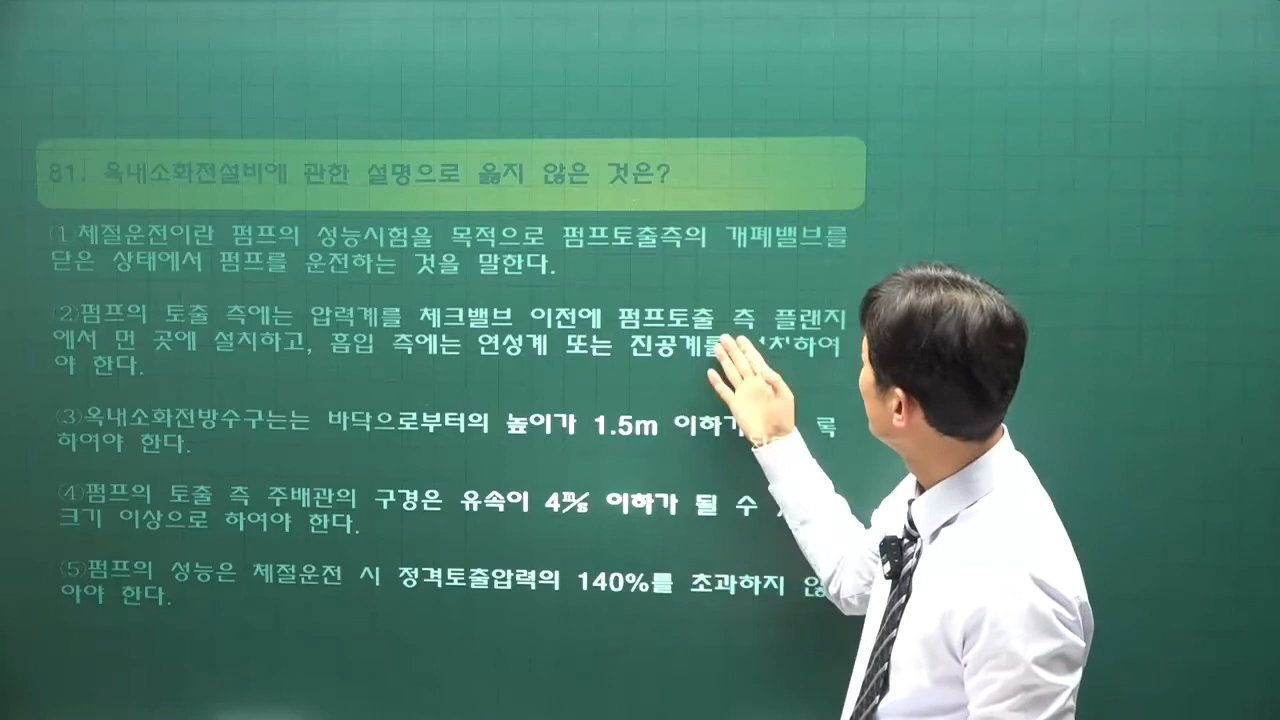 81. 옥내소화전설비에 관한 설명으로 옳지 않은 것은?
①체절운전이란 펌프의 성능시험을 목적으로 펌프토출측의 개폐밸브를
닫은 상태에서 펌프를 운전하는 것을 말한다.
②펌프의 토출 측에는 압력계를 체크밸브 이전에 펌프토출 측 플랜지
에서 먼 곳에 설치하고, 흡입 측에는 연성계 또는 진공계를
야 한다.
③옥내소화전방수구는는 바닥으로부터의 높이가 1.5m 이하가 록
하여야 한다.
④펌프의 토출 측 주배관의 구경은 유속이 4㎧ 이하가 될 수
크기 이상으로 하여야 한다.
⑤펌프의 성능은 체절운전 시 정격토출압력의 140%를 초과하지 않
아야 한다.